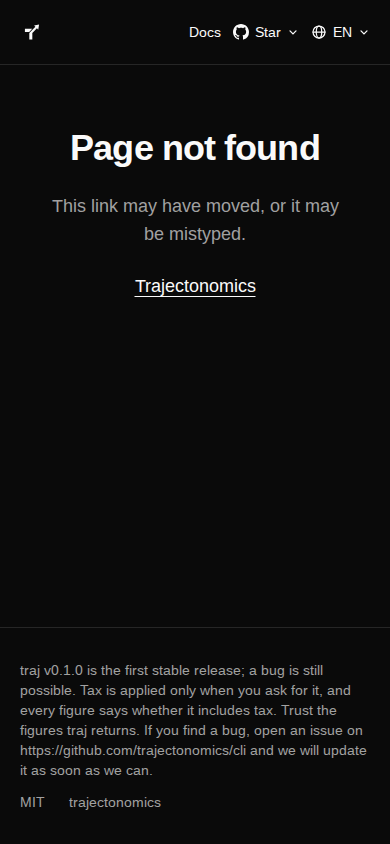 Docs Star EN
Page not found
This link may have moved, or it may
be mistyped.
Trajectonomics
traj v0.1.0 is the first stable release; a bug is still
possible. Tax is applied only when you ask for it, and
every figure says whether it includes tax. Trust the
figures traj returns. If you find a bug, open an issue on
https://github.com/trajectonomics/cli and we will update
it as soon as we can.
MIT trajectonomics